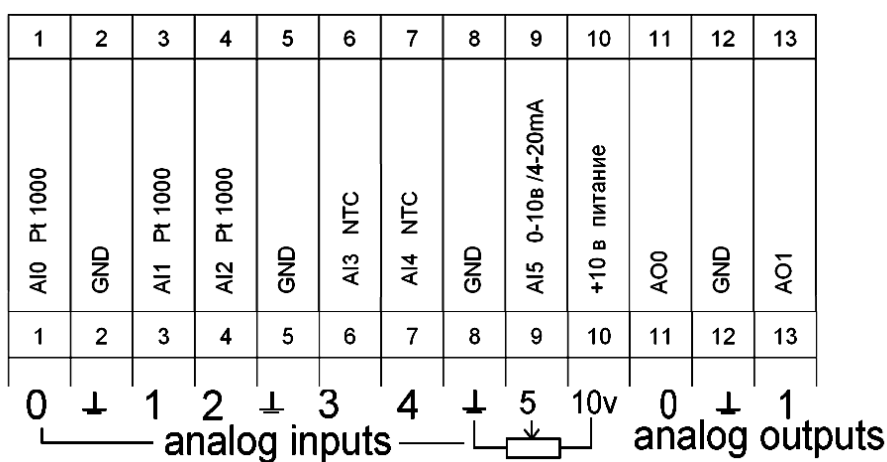 1 2 3 4 5 6 7 8 9 10 11 12 13
AI0 Pt 1000
GND
AI1 Pt 1000
AI2 Pt 1000
GND
AI3 NTC
AI4 NTC
GND
AI5 0-10в /4-20mA
+10 в питание
AO0
GND
AO1
1 2 3 4 5 6 7 8 9 10 11 12 13
0 1 2 3 4 5 10v 0 1
analog inputs analog outputs